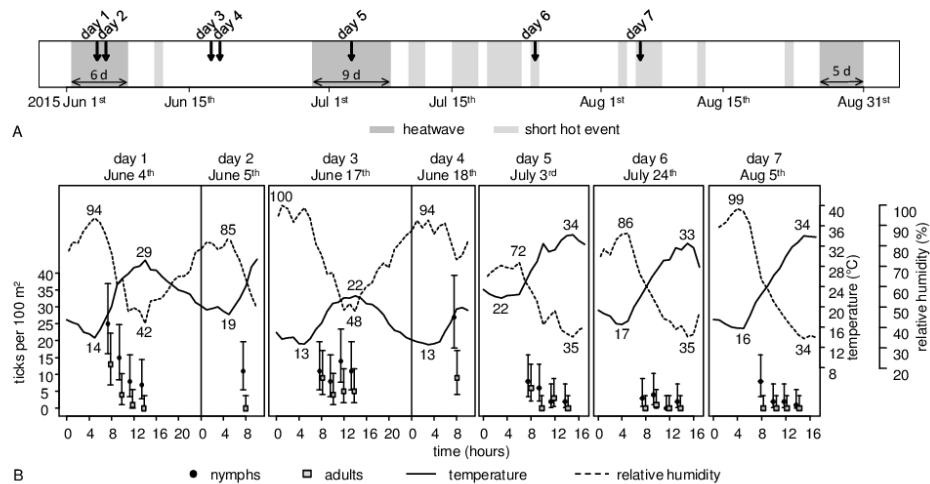 day 1
day 2
day 3
day 4
day 5
day 6
day 7
6 d
9 d
5 d
2015 Jun 1st
Jun 15th
Jul 1st
Jul 15th
Aug 1st
Aug 15th
Aug 31st
A
heatwave
short hot event
day 1 day 2 day 3 day 4 day 5 day 6 day 7
June 4th June 5th June 17th June 18th July 3rd July 24th Aug 5th
94 29 42 14 85 19
100 22 48 13 94 13
72 34 22 35
86 33 17 35
99 34 16 34
ticks per 100 m²
40
35
30
25
20
15
10
5
0
40
36
32
28
24
20
16
12
8
temperature (°C)
100
90
80
70
60
50
40
30
20
relative humidity (%)
0 4 8 12 16 20 0 4 8 0 4 8 12 16 20 0 4 8 0 4 8 12 16 0 4 8 12 16 0 4 8 12 16
time (hours)
B
nymphs
adults
temperature
relative humidity